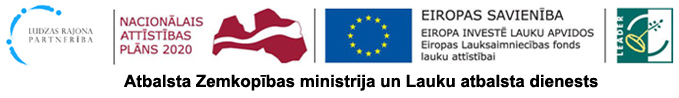 LUDZAS RAJONA
PARTNERĪBA
NACIONĀLAIS
ATTĪSTĪBAS
PLĀNS 2020
EIROPAS SAVIENĪBA
EIROPA INVESTĒ LAUKU APVIDOS
Eiropas Lauksaimniecības fonds
lauku attīstībai
LEADER
Atbalsta Zemkopības ministrija un Lauku atbalsta dienests